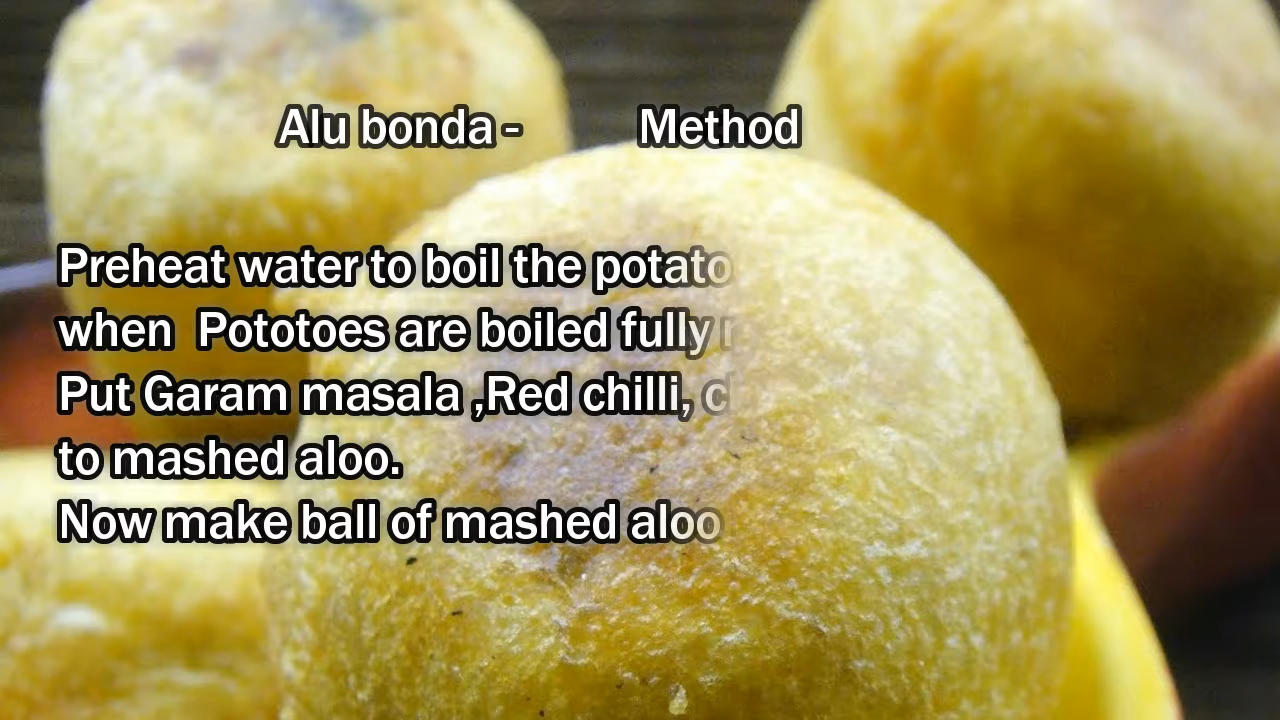 Alu bonda - Method
Preheat water to boil the
when Pototoes are boiled fully
Put Garam masala ,Red chilli,
to mashed aloo.
Now make ball of mashed aloo